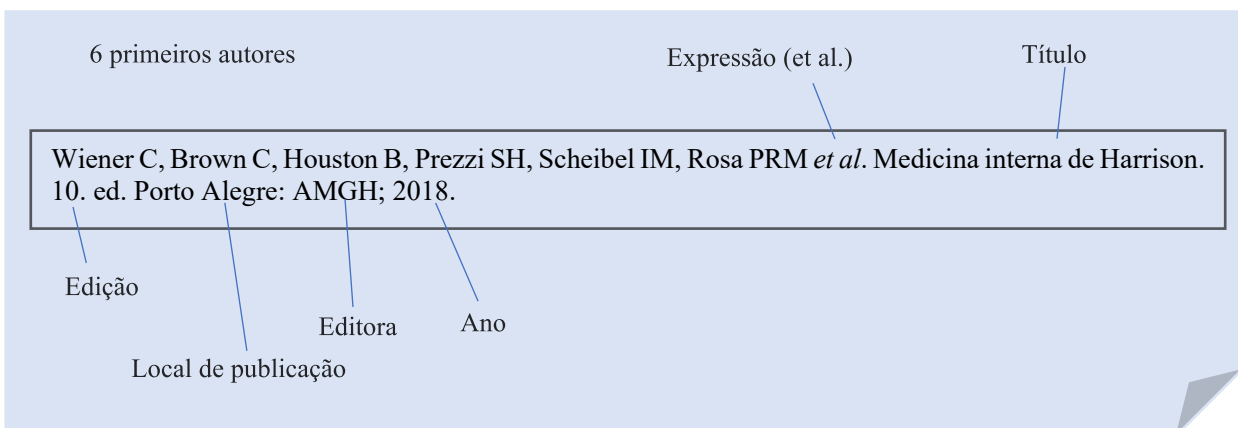 6 primeiros autores
Expressão (et al.)
Título
Wiener C, Brown C, Houston B, Prezzi SH, Scheibel IM, Rosa PRM et al. Medicina interna de Harrison.
10. ed. Porto Alegre: AMGH; 2018.
Edição
Editora
Ano
Local de publicação